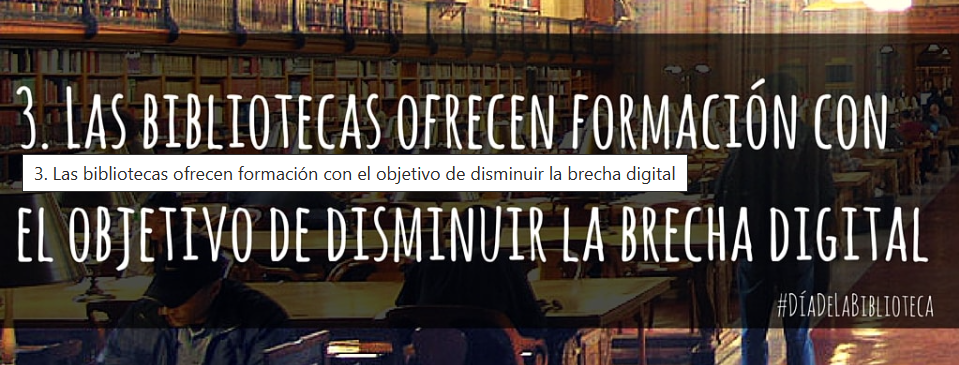 3. LAS BIBLIOTECAS OFRECEN FORMACIÓN CON
3. Las bibliotecas ofrecen formación con el objetivo de disminuir la brecha digital
EL OBJETIVO DE DISMINUIR LA BRECHA DIGITAL
#DÍADELABIBLIOTECA